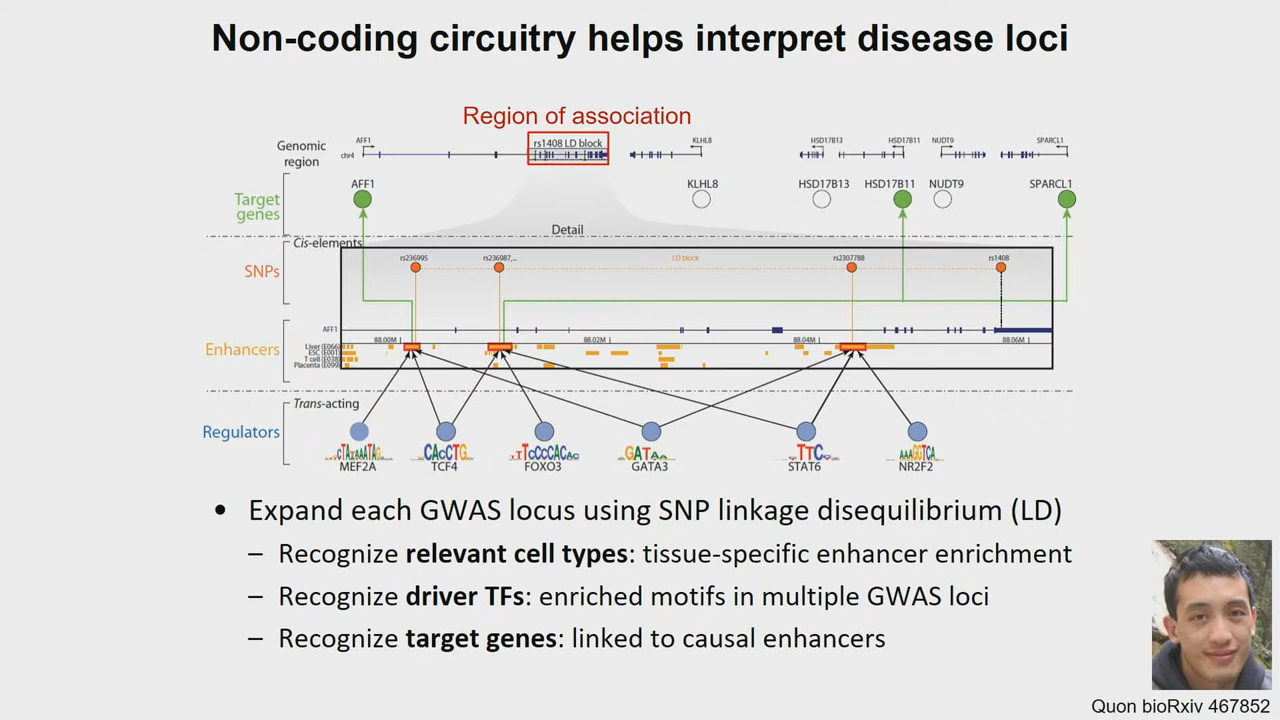 Non-coding circuitry helps interpret disease loci
Region of association
Genomic region
chr4
AFF1
rs1408 LD block
KLHL8
HSD17B13
HSD17B11
NUDT9
SPARCL1
Target genes
AFF1
KLHL8
HSD17B13
HSD17B11
NUDT9
SPARCL1
Detail
Cis-elements
SNPs
rs236995
rs236987,...
LD block
rs2307788
rs1408
AFF1
Enhancers
88.00M
88.02M
88.04M
88.06M
Liver (E066)
ESC (E001)
T cell (E038)
Placenta (E099)
Trans-acting
Regulators
MEF2A
TCF4
FOXO3
GATA3
STAT6
NR2F2
• Expand each GWAS locus using SNP linkage disequilibrium (LD)
– Recognize relevant cell types: tissue-specific enhancer enrichment
– Recognize driver TFs: enriched motifs in multiple GWAS loci
– Recognize target genes: linked to causal enhancers
Quon bioRxiv 467852